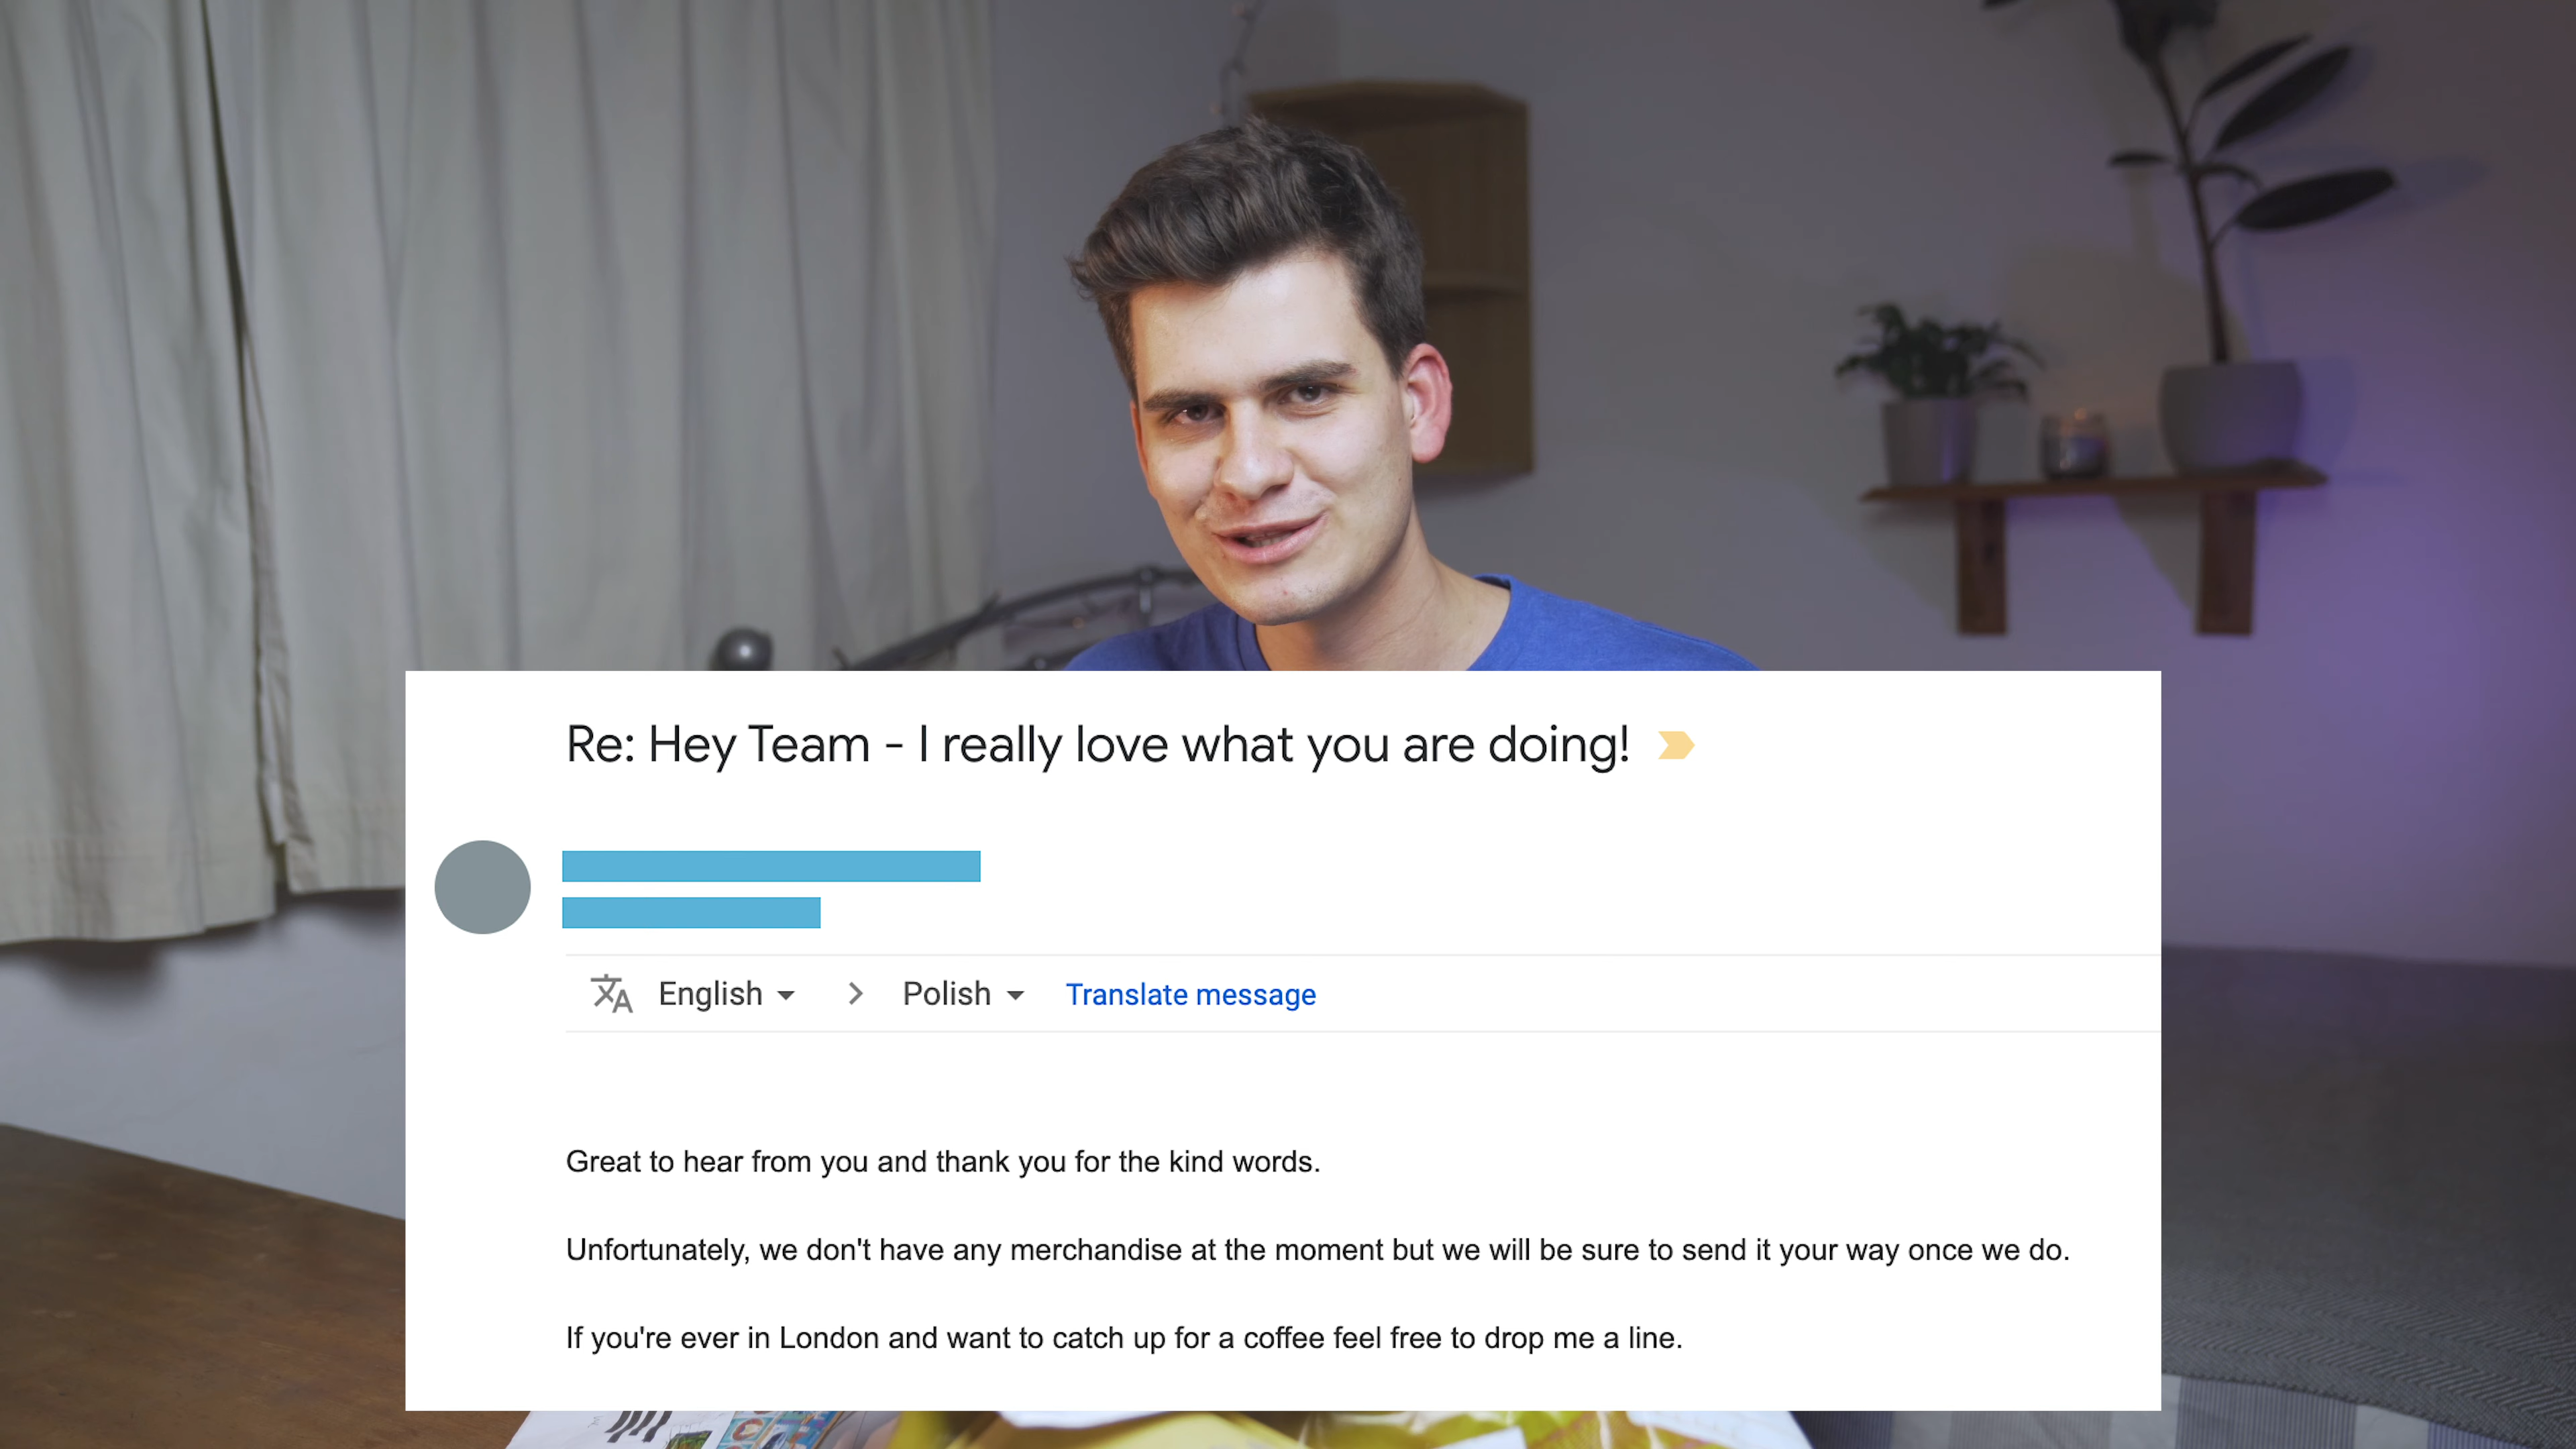 Re: Hey Team - I really love what you are doing!
English > Polish Translate message
Great to hear from you and thank you for the kind words.
Unfortunately, we don't have any merchandise at the moment but we will be sure to send it your way once we do.
If you're ever in London and want to catch up for a coffee feel free to drop me a line.